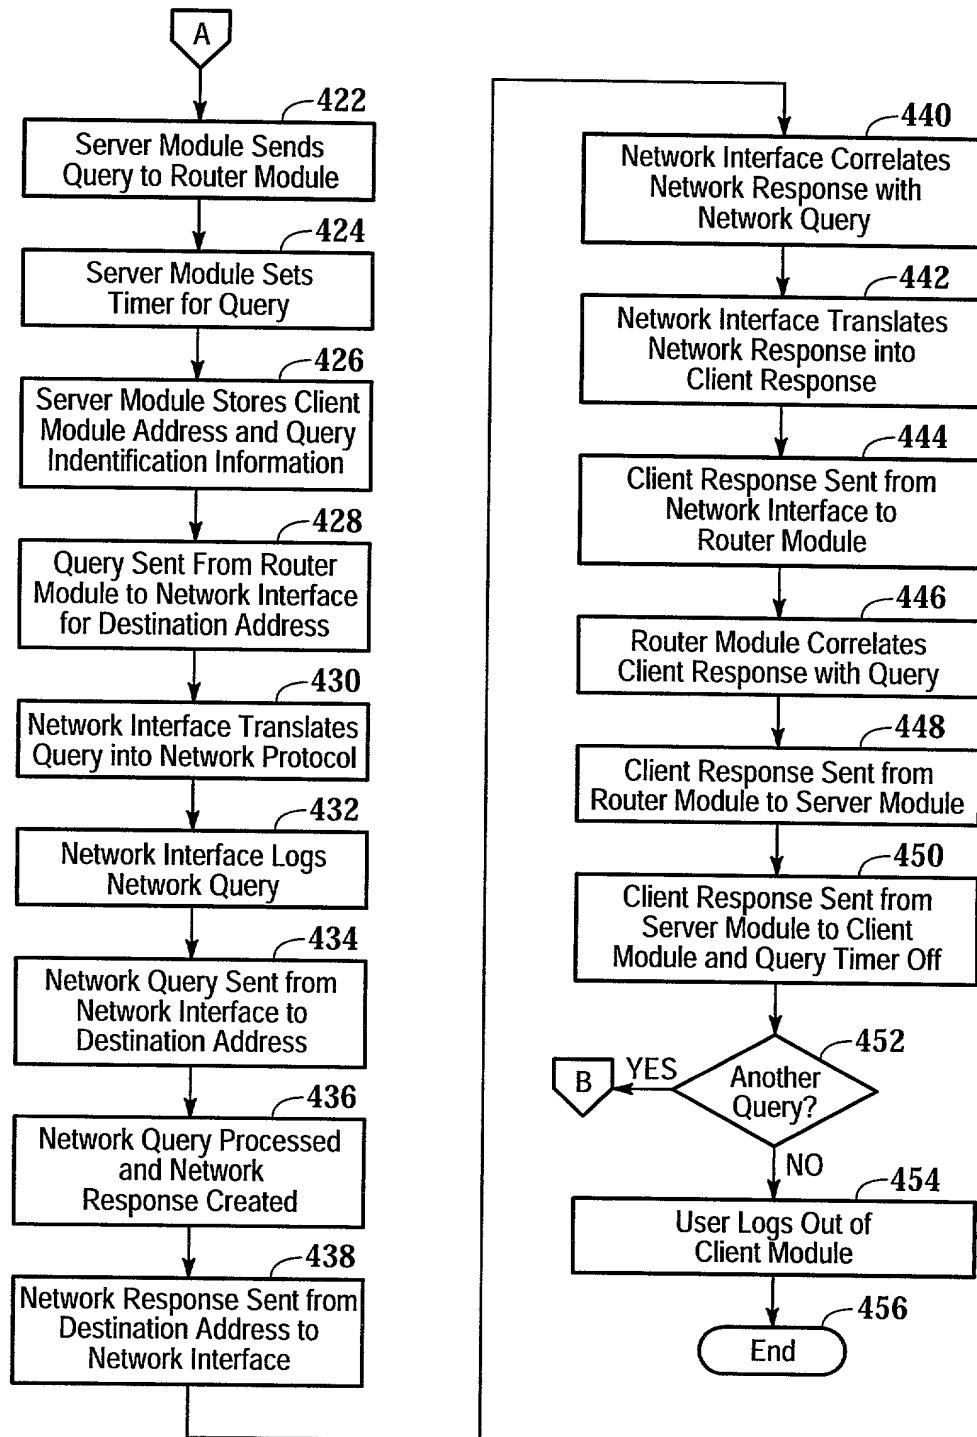 A
422
Server Module Sends
Query to Router Module
424
Server Module Sets
Timer for Query
426
Server Module Stores Client
Module Address and Query
Indentification Information
428
Query Sent From Router
Module to Network Interface
for Destination Address
430
Network Interface Translates
Query into Network Protocol
432
Network Interface Logs
Network Query
434
Network Query Sent from
Network Interface to
Destination Address
436
Network Query Processed
and Network
Response Created
438
Network Response Sent from
Destination Address to
Network Interface
440
Network Interface Correlates
Network Response with
Network Query
442
Network Interface Translates
Network Response into
Client Response
444
Client Response Sent from
Network Interface to
Router Module
446
Router Module Correlates
Client Response with Query
448
Client Response Sent from
Router Module to Server Module
450
Client Response Sent from
Server Module to Client
Module and Query Timer Off
452
Another
Query?
YES
B
NO
454
User Logs Out of
Client Module
456
End